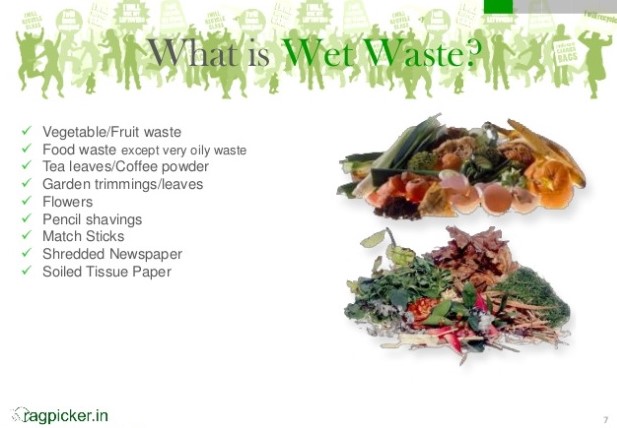 What is Wet Waste?
Vegetable/Fruit waste
Food waste except very oily waste
Tea leaves/Coffee powder
Garden trimmings/leaves
Flowers
Pencil shavings
Match Sticks
Shredded Newspaper
Soiled Tissue Paper
ragpicker.in
7